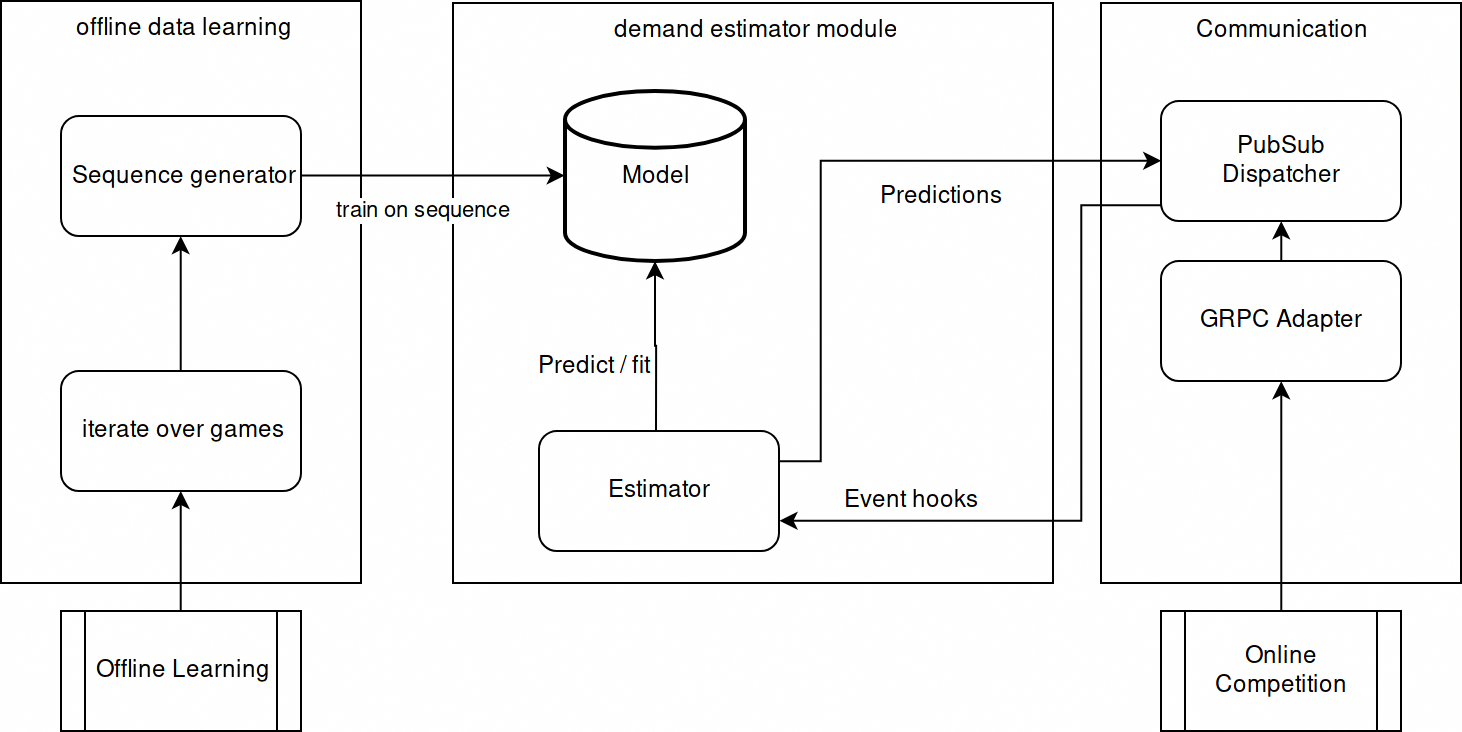 offline data learning
demand estimator module
Communication
Sequence generator
train on sequence
Model
Predictions
PubSub
Dispatcher
GRPC Adapter
Predict / fit
iterate over games
Estimator
Event hooks
Offline Learning
Online
Competition